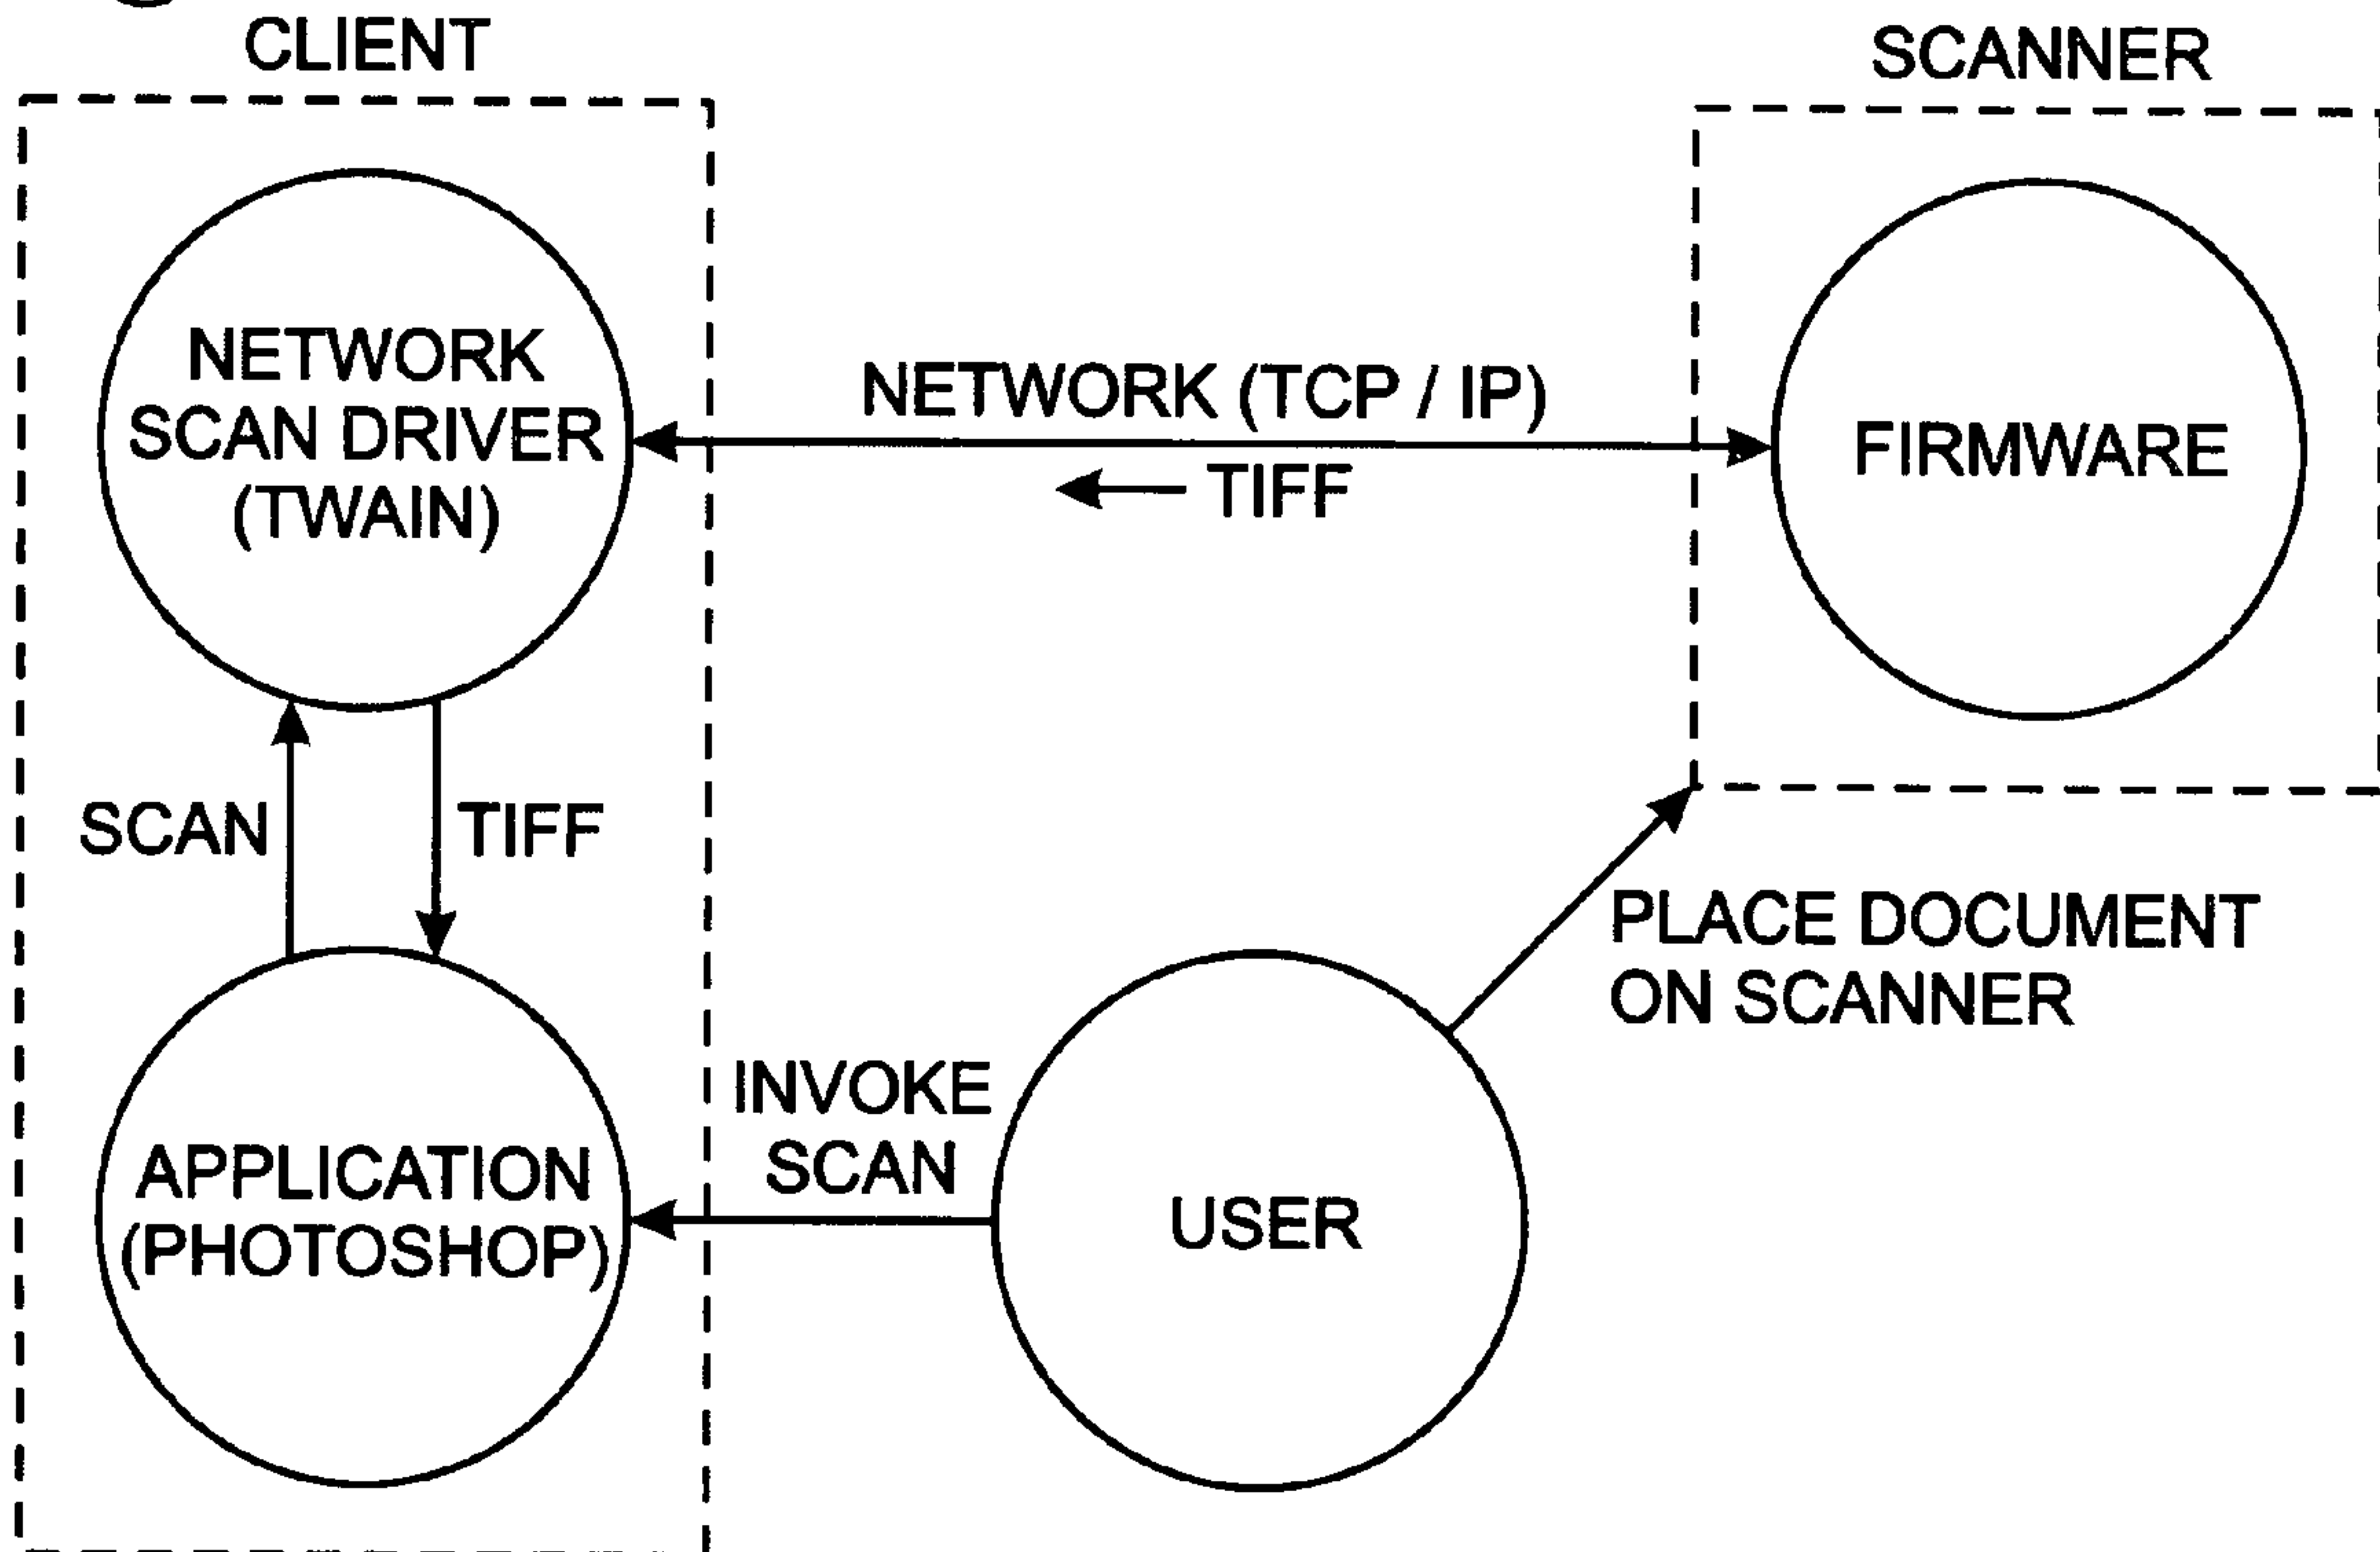 CLIENT
SCANNER
NETWORK
SCAN DRIVER
(TWAIN)
NETWORK (TCP / IP)
TIFF
FIRMWARE
SCAN
TIFF
PLACE DOCUMENT
ON SCANNER
INVOKE
SCAN
APPLICATION
(PHOTOSHOP)
USER